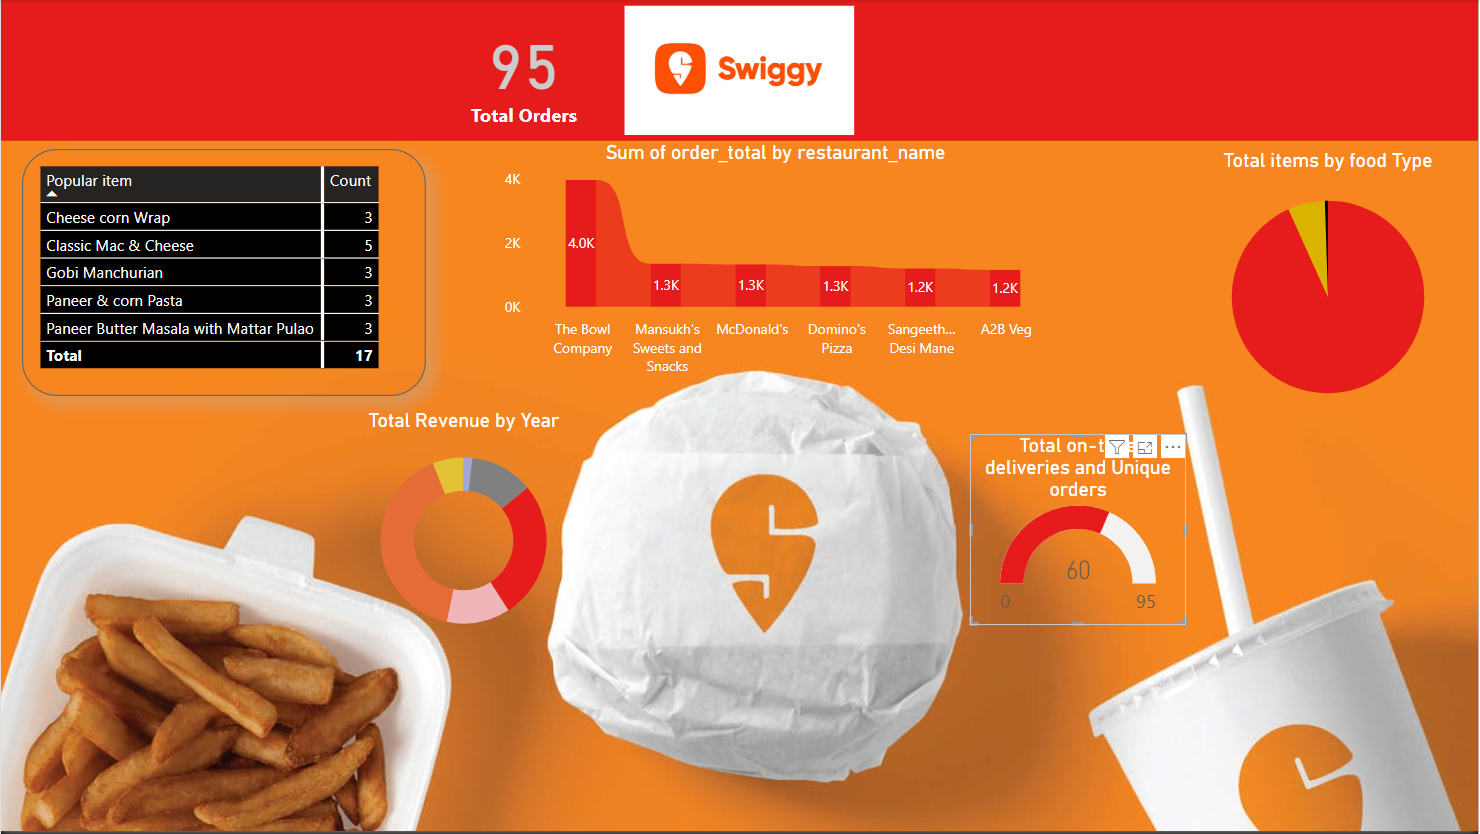 95
Total Orders
Swiggy
Popular item Count
Cheese corn Wrap 3
Classic Mac & Cheese 5
Gobi Manchurian 3
Paneer & corn Pasta 3
Paneer Butter Masala with Mattar Pulao 3
Total 17
Sum of order_total by restaurant_name
4K
2K
0K
4.0K 1.3K 1.3K 1.3K 1.2K 1.2K
The Bowl Company
Mansukh's Sweets and Snacks
McDonald's
Domino's Pizza
Sangeeth... Desi Mane
A2B Veg
Total items by food Type
Total Revenue by Year
Total on-t
deliveries and Unique
orders
60
0 95